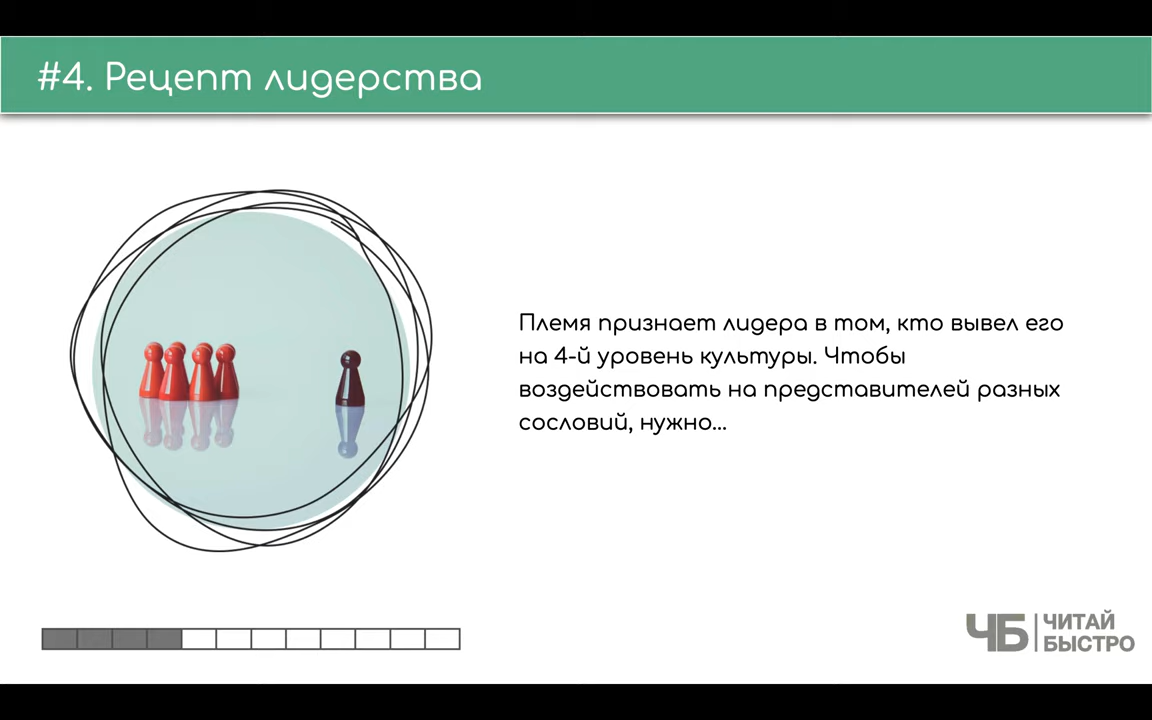 #4. Рецепт лидерства
Племя признает лидера в том, кто вывел его
на 4-й уровень культуры. Чтобы
воздействовать на представителей разных
сословий, нужно...
ЧБ
ЧИТАЙ
БЫСТРО